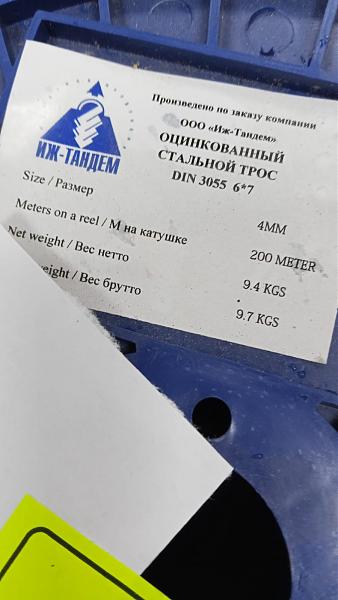 Произведено по заказу компании
ООО «Иж-Тандем»
ИЖ-ТАНДЕМ
ОЦИНКОВАННЫЙ
СТАЛЬНОЙ ТРОС
DIN 3055 6*7
Size / Размер 4MM
Meters on a reel / М на катушке 200 METER
Net weight / Вес нетто 9.4 KGS
eight / Вес брутто 9.7 KGS